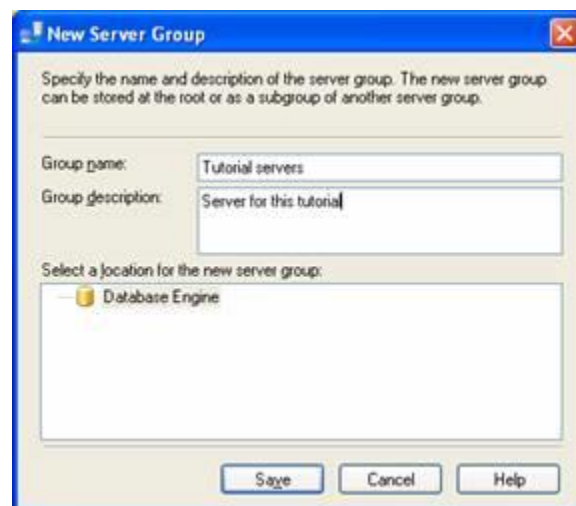 New Server Group
Specify the name and description of the server group. The new server group
can be stored at the root or as a subgroup of another server group.
Group name:
Tutorial servers
Group description:
Server for this tutorial
Select a location for the new server group:
Database Engine
Save
Cancel
Help